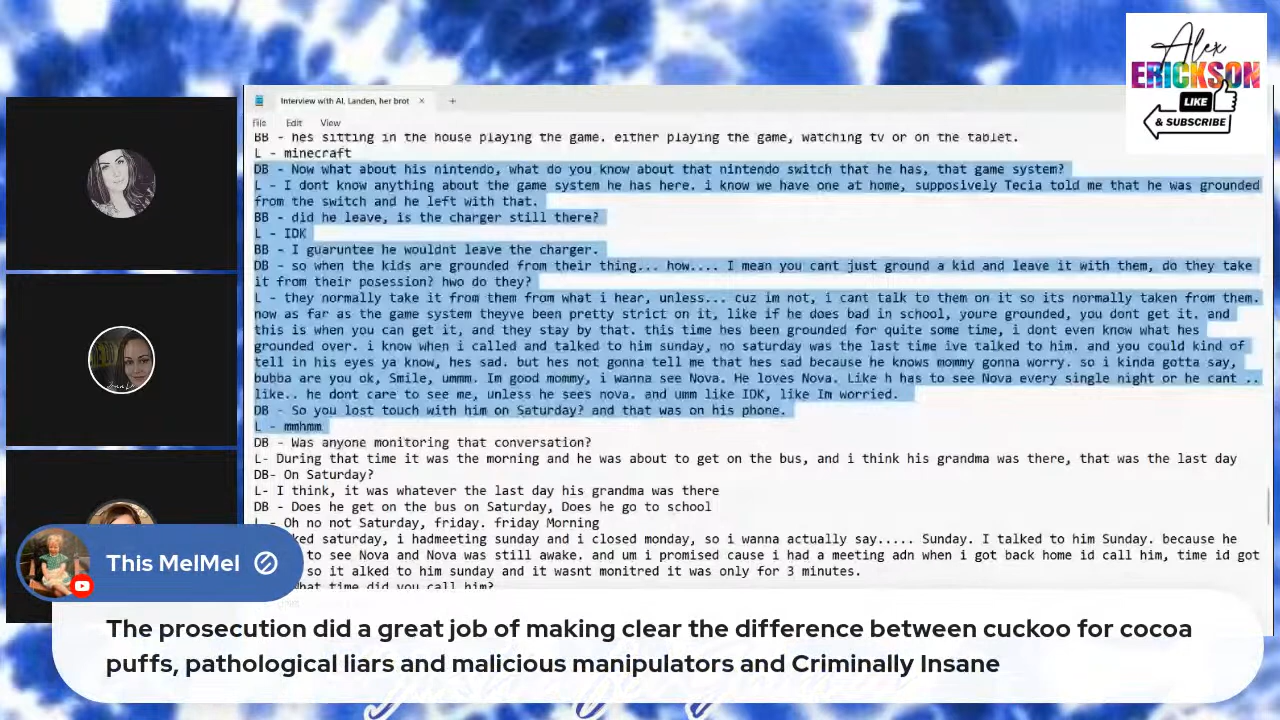 Alex
ERICKSON
LIKE
& SUBSCRIBE
Interview with Al, Landen, her brot
File Edit View
BB - hes sitting in the house playing the game. either playing the game, watching tv or on the tablet.
L - minecraft
DB - Now what about his nintendo, what do you know about that nintendo switch that he has, that game system?
L - I dont know anything about the game system he has here. i know we have one at home, supposively Tecia told me that he was grounded
from the switch and he left with that.
BB - did he leave, is the charger still there?
L - IDK
BB - I guaruntee he wouldnt leave the charger.
DB - so when the kids are grounded from their thing... how.... I mean you cant just ground a kid and leave it with them, do they take
it from their posession? hwo do they?
L - they normally take it from them from what i hear, unless... cuz im not, i cant talk to them on it so its normally taken from them.
now as far as the game system theyve been pretty strict on it, like if he does bad in school, youre grounded, you dont get it. and
this is when you can get it, and they stay by that. this time hes been grounded for quite some time, i dont even know what hes
grounded over. i know when i called and talked to him sunday, no saturday was the last time ive talked to him. and you could kind of
tell in his eyes ya know, hes sad. but hes not gonna tell me that hes sad because he knows mommy gonna worry. so i kinda gotta say,
bubba are you ok, Smile, ummm. Im good mommy, i wanna see Nova. He loves Nova. Like h has to see Nova every single night or he cant ..
like.. he dont care to see me, unless he sees nova. and umm like IDK, like Im worried.
DB - So you lost touch with him on Saturday? and that was on his phone.
L - mmhmm
DB - Was anyone monitoring that conversation?
L- During that time it was the morning and he was about to get on the bus, and i think his grandma was there, that was the last day
DB- On Saturday?
L- I think, it was whatever the last day his grandma was there
DB - Does he get on the bus on Saturday, Does he go to school
L - Oh no not Saturday, friday. friday Morning
ked saturday, i hadmeeting sunday and i closed monday, so i wanna actually say..... Sunday. I talked to him Sunday. because he
to see Nova and Nova was still awake. and um i promised cause i had a meeting adn when i got back home id call him, time id got
so it alked to him sunday and it wasnt monitred it was only for 3 minutes.
what time did you call him?
This MelMel
The prosecution did a great job of making clear the difference between cuckoo for cocoa
puffs, pathological liars and malicious manipulators and Criminally Insane